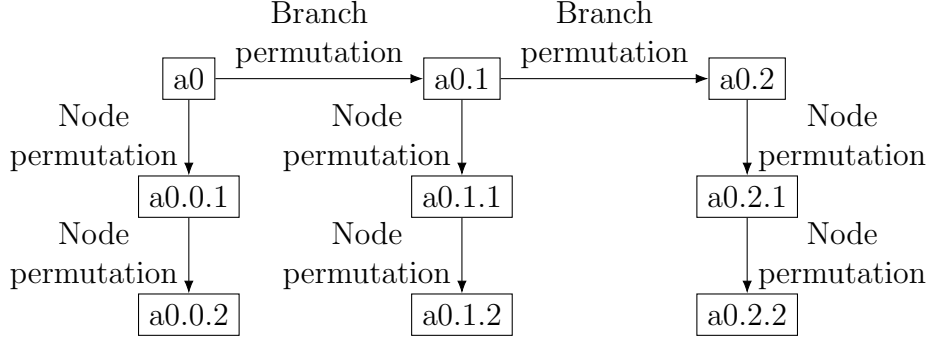 Branch
permutation
Branch
permutation
a0
a0.1
a0.2
Node
permutation
Node
permutation
Node
permutation
a0.0.1
a0.1.1
a0.2.1
Node
permutation
Node
permutation
Node
permutation
a0.0.2
a0.1.2
a0.2.2